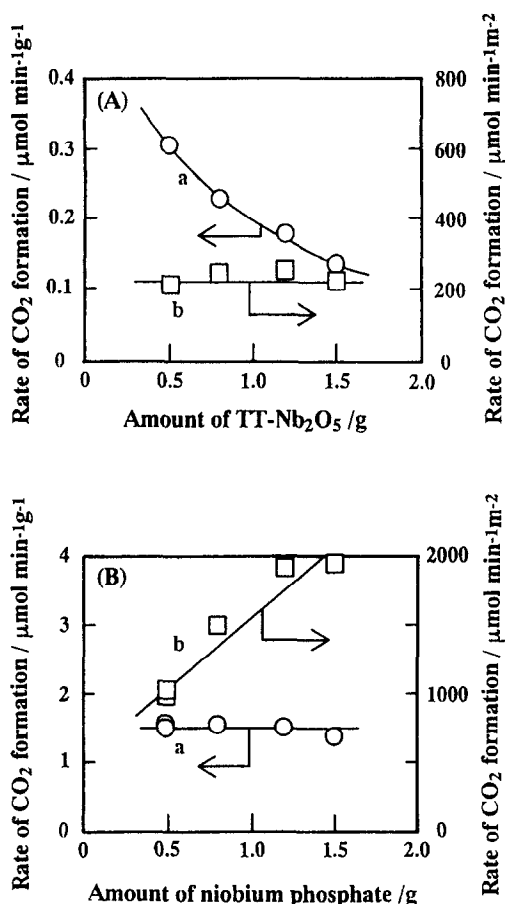 Rate of CO₂ formation / μmol min⁻¹g⁻¹
Rate of CO₂ formation / μmol min⁻¹m⁻²
(A)
0.4
0.3
0.2
0.1
0
800
600
400
200
0
a
b
0
0.5
1.0
1.5
2.0
Amount of TT-Nb₂O₅ /g
Rate of CO₂ formation / μmol min⁻¹g⁻¹
Rate of CO₂ formation / μmol min⁻¹m⁻²
(B)
4
3
2
1
0
2000
1000
0
b
a
0
0.5
1.0
1.5
2.0
Amount of niobium phosphate /g